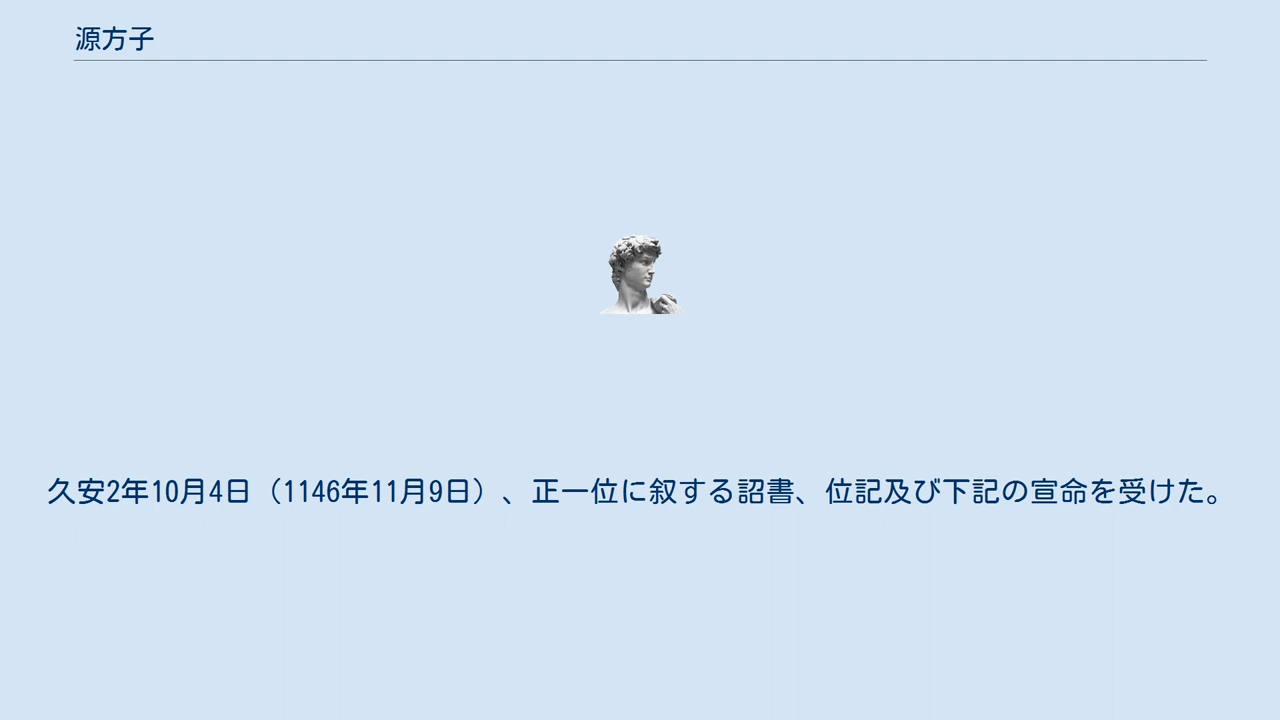 源方子
久安2年10月4日（1146年11月9日）、正一位に叙する詔書、位記及び下記の宣命を受けた。